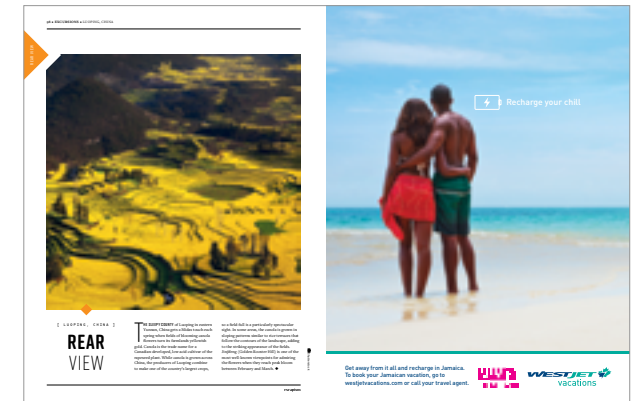 EXCURSIONS • LUOPING, CHINA
[ LUOPING, CHINA ]
REAR
VIEW
THE SLEEPY COUNTY of Luoping in eastern
Yunnan, China gets a Midas touch each
spring when fields of blooming canola
flowers turn its farmlands yellowish
gold. Canola is the trade name for a
Canadian developed, low-acid cultivar of the
rapeseed plant. While canola is grown across
China, the producers of Luoping combine
to make one of the country's largest crops,
so a field full is a particularly spectacular
sight. In some areas, the canola is grown in
sloping patterns similar to rice terraces that
follow the contours of the landscape, adding
to the striking appearance of the fields.
Jinjifeng (Golden Rooster Hill) is one of the
most well-known viewpoints for admiring
the flowers when they reach peak bloom
between February and March.
Recharge your chill
Get away from it all and recharge in Jamaica.
To book your Jamaican vacation, go to
westjetvacations.com or call your travel agent.
WESTJET
vacations